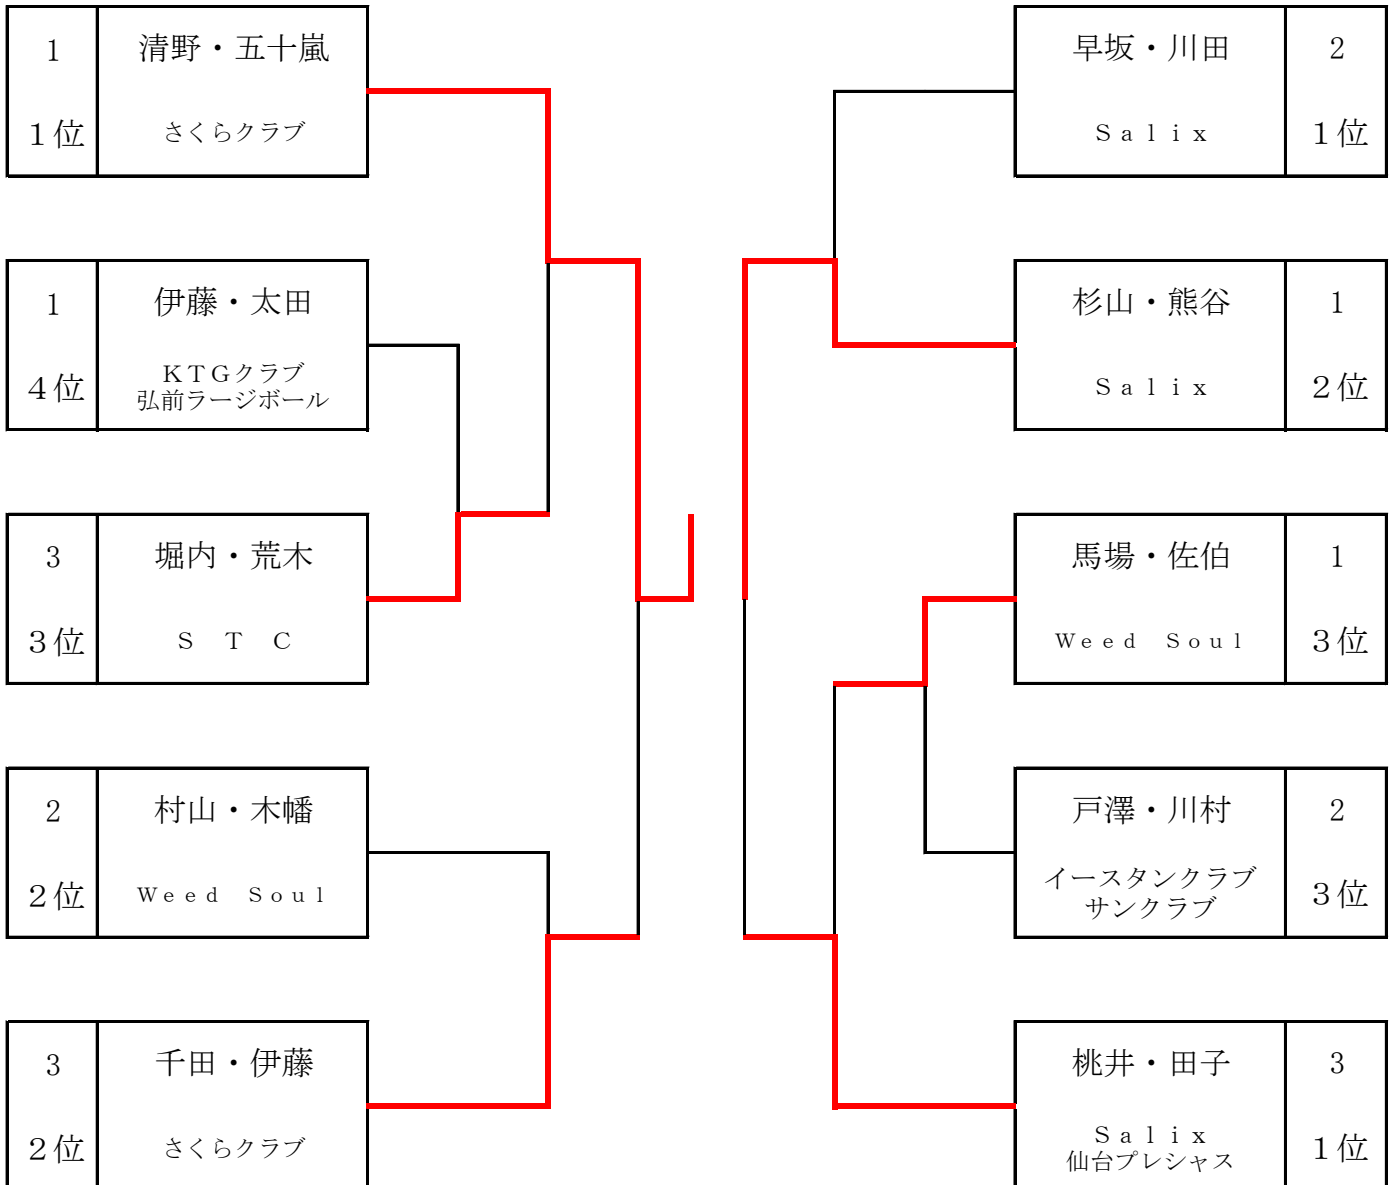 1
清野・五十嵐
1位
さくらクラブ
1
伊藤・太田
4位
KTGクラブ
弘前ラージボール
3
堀内・荒木
3位
S T C
2
村山・木幡
2位
Weed Soul
3
千田・伊藤
2位
さくらクラブ
早坂・川田
2
Salix
1位
杉山・熊谷
1
Salix
2位
馬場・佐伯
1
Weed Soul
3位
戸澤・川村
2
イースタンクラブ
サンクラブ
3位
桃井・田子
3
Salix
仙台プレシャス
1位